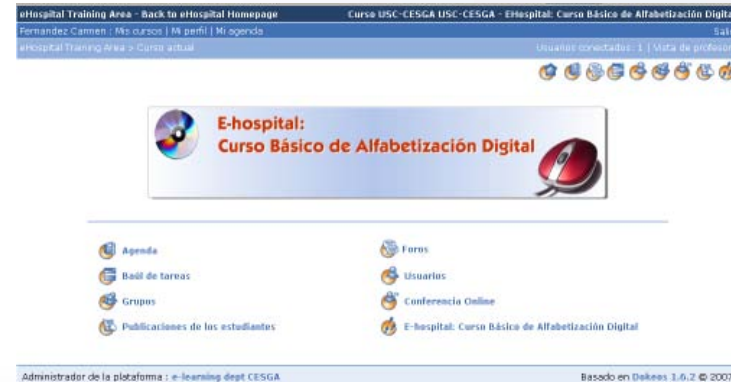 eHospital Training Area - Back to eHospital Homepage Curso USC-CESGA USC-CESGA - EHospital: Curso Básico de Alfabetización Digita
Fernandez Carmen : Mis cursos | Mi perfil | Mi agenda Sali
eHospital Training Area > Curso actual Usuarios conectados: 1 | Vista de profesor
E-hospital:
Curso Básico de Alfabetización Digital
Agenda Foros
Baúl de tareas Usuarios
Grupos Conferencia Online
Publicaciones de los estudiantes E-hospital: Curso Básico de Alfabetización Digital
Administrador de la plataforma : e-learning dept CESGA Basado en Dokeos 1.6.2 © 2007